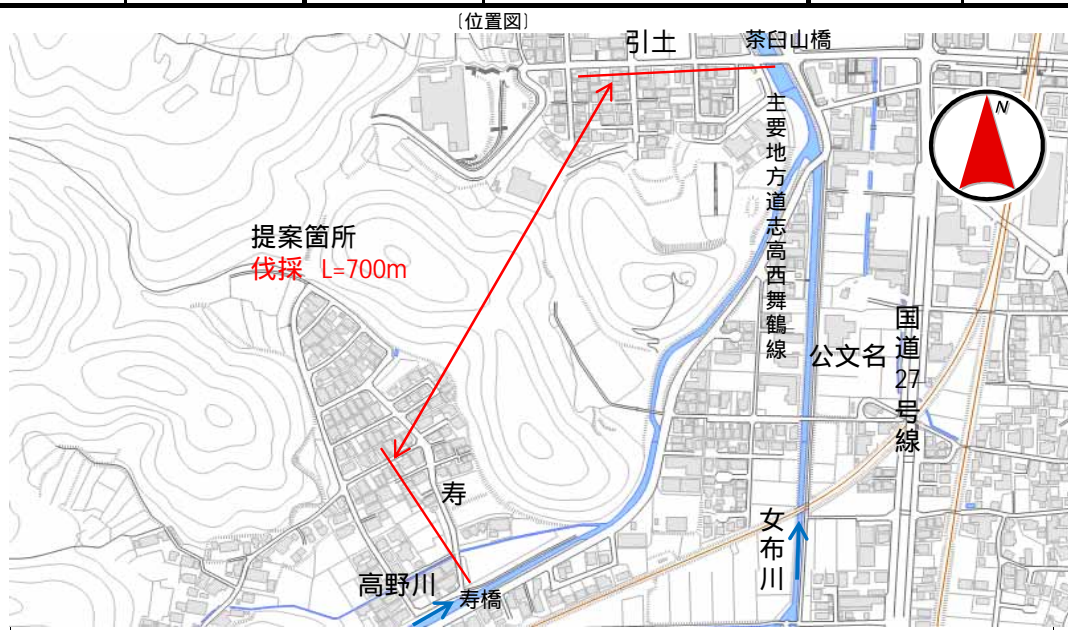 〔位置図〕
引土
茶臼山橋
N
主要地方道志高西舞鶴線
提案箇所
伐採 L=700m
国道27号線
公文名
寿
女布川
高野川
寿橋